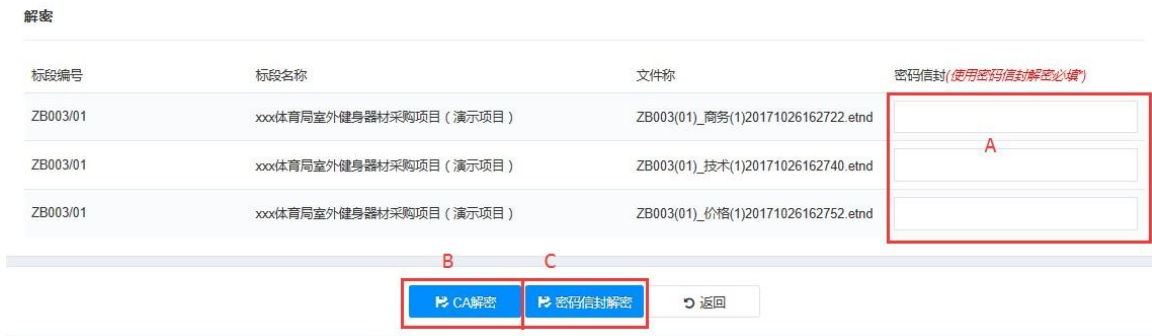 解密
标段编号 标段名称 文件称 密码信封(使用密码信封解密必填*)
ZB003/01 xxx体育局室外健身器材采购项目（演示项目） ZB003(01)_商务(1)20171026162722.etnd
A
ZB003/01 xxx体育局室外健身器材采购项目（演示项目） ZB003(01)_技术(1)20171026162740.etnd
ZB003/01 xxx体育局室外健身器材采购项目（演示项目） ZB003(01)_价格(1)20171026162752.etnd
B C
CA解密 密码信封解密 返回